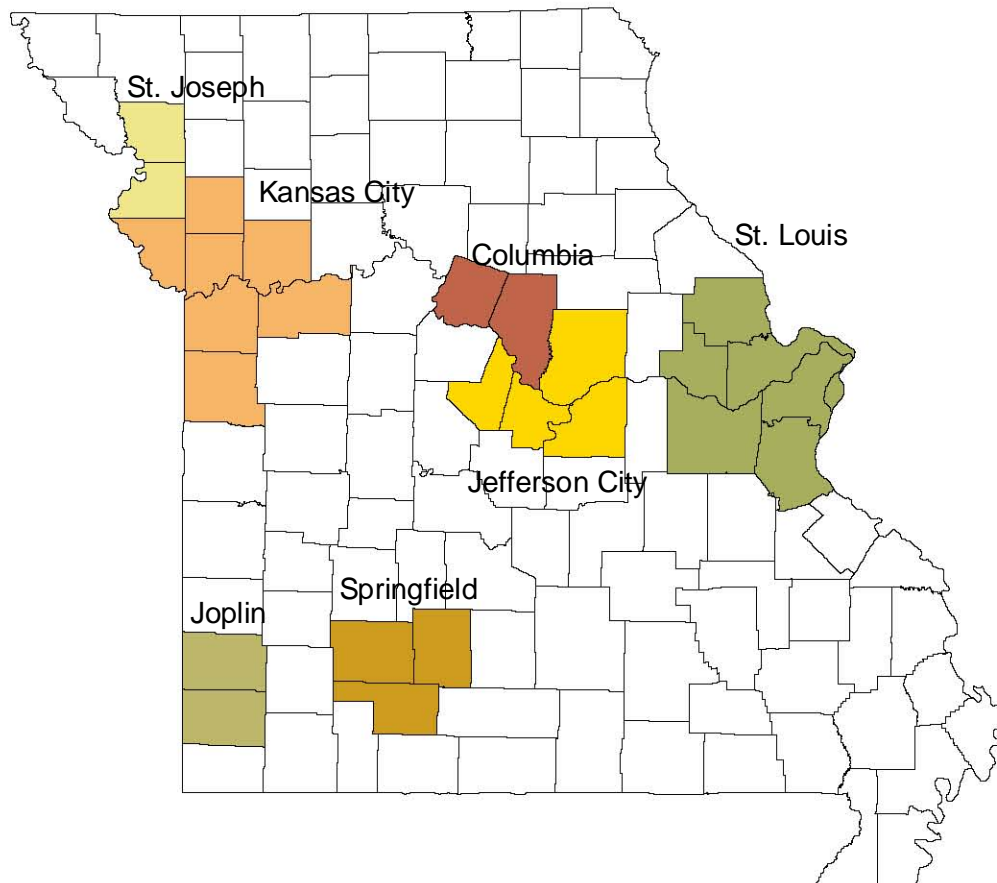 St. Joseph
Kansas City
St. Louis
Columbia
Jefferson City
Springfield
Joplin